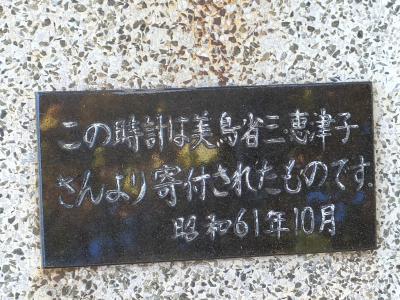 この時計は美鳥省三・恵津子
さんより寄付されたものです.
昭和61年10月